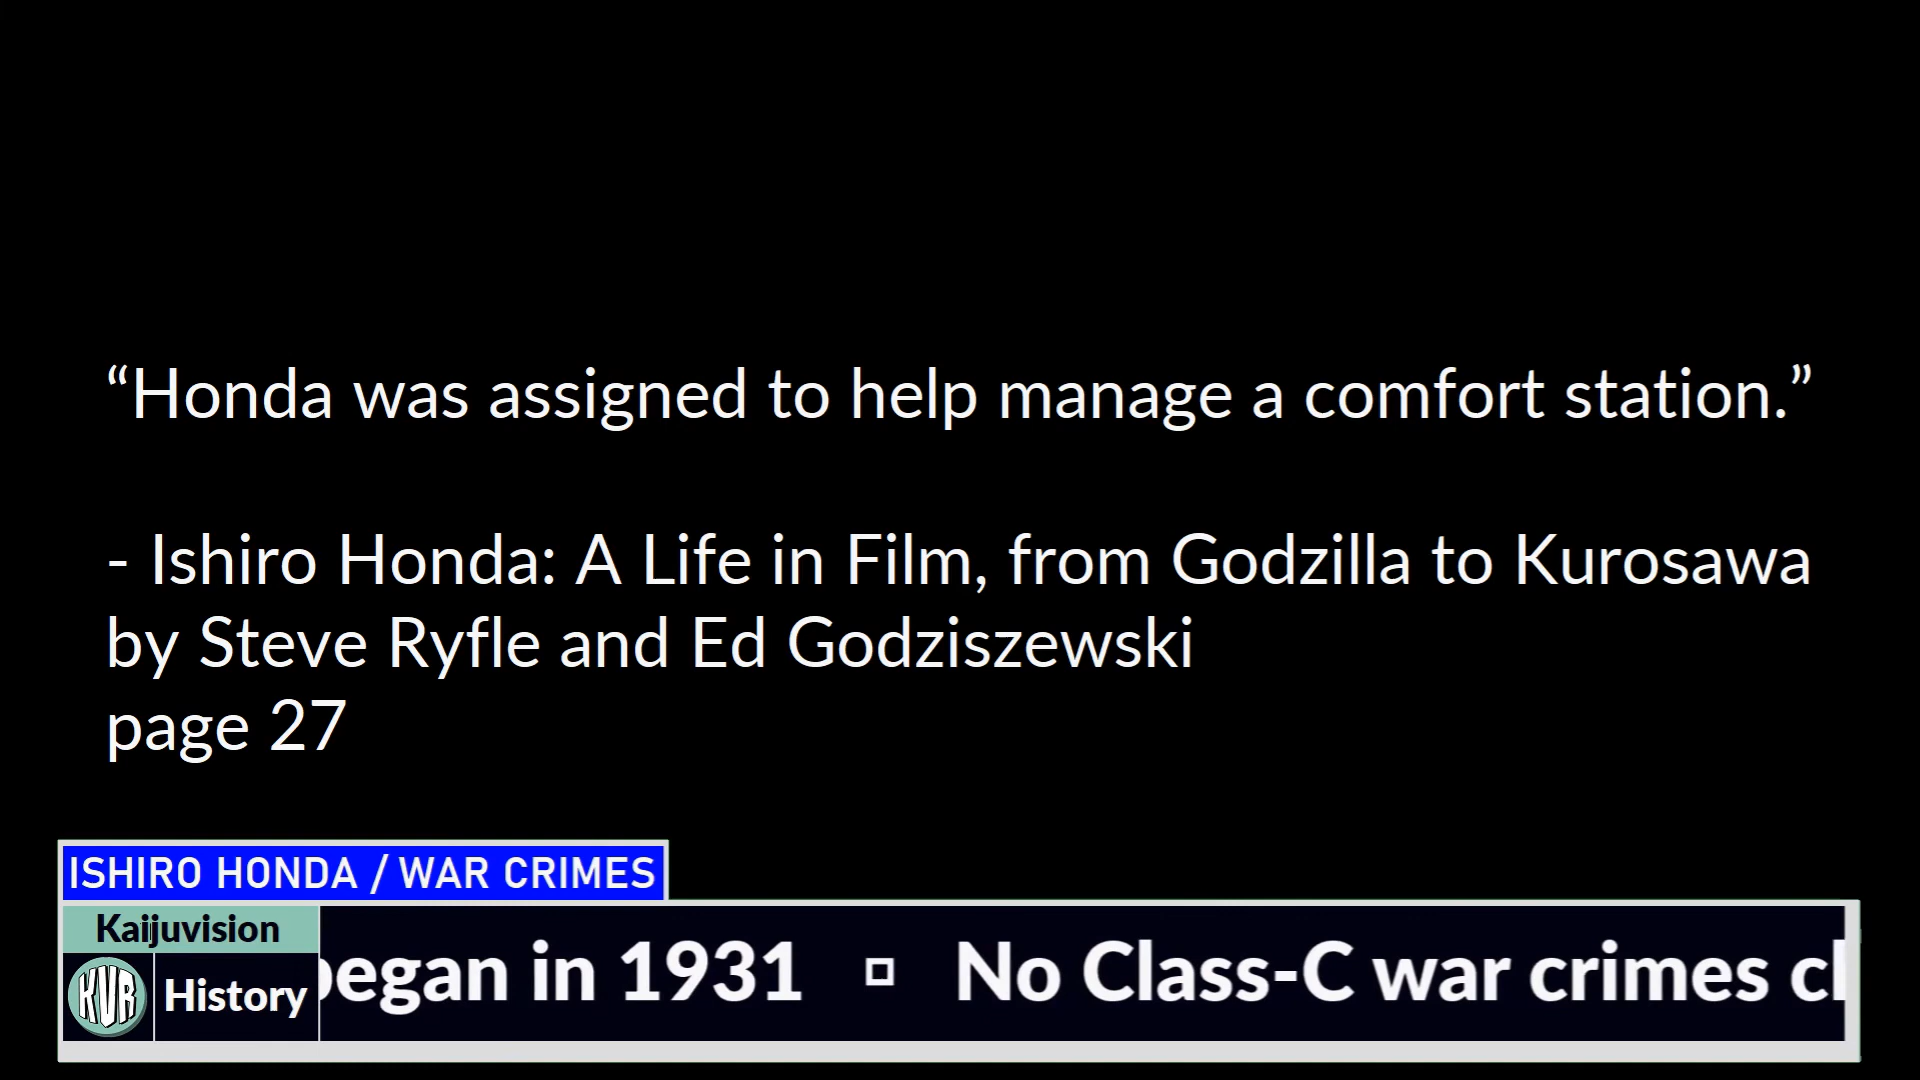 “Honda was assigned to help manage a comfort station.”
- Ishiro Honda: A Life in Film, from Godzilla to Kurosawa
by Steve Ryfle and Ed Godziszewski
page 27
ISHIRO HONDA / WAR CRIMES
Kaijuvision
KVR
History
began in 1931 ▫ No Class-C war crimes